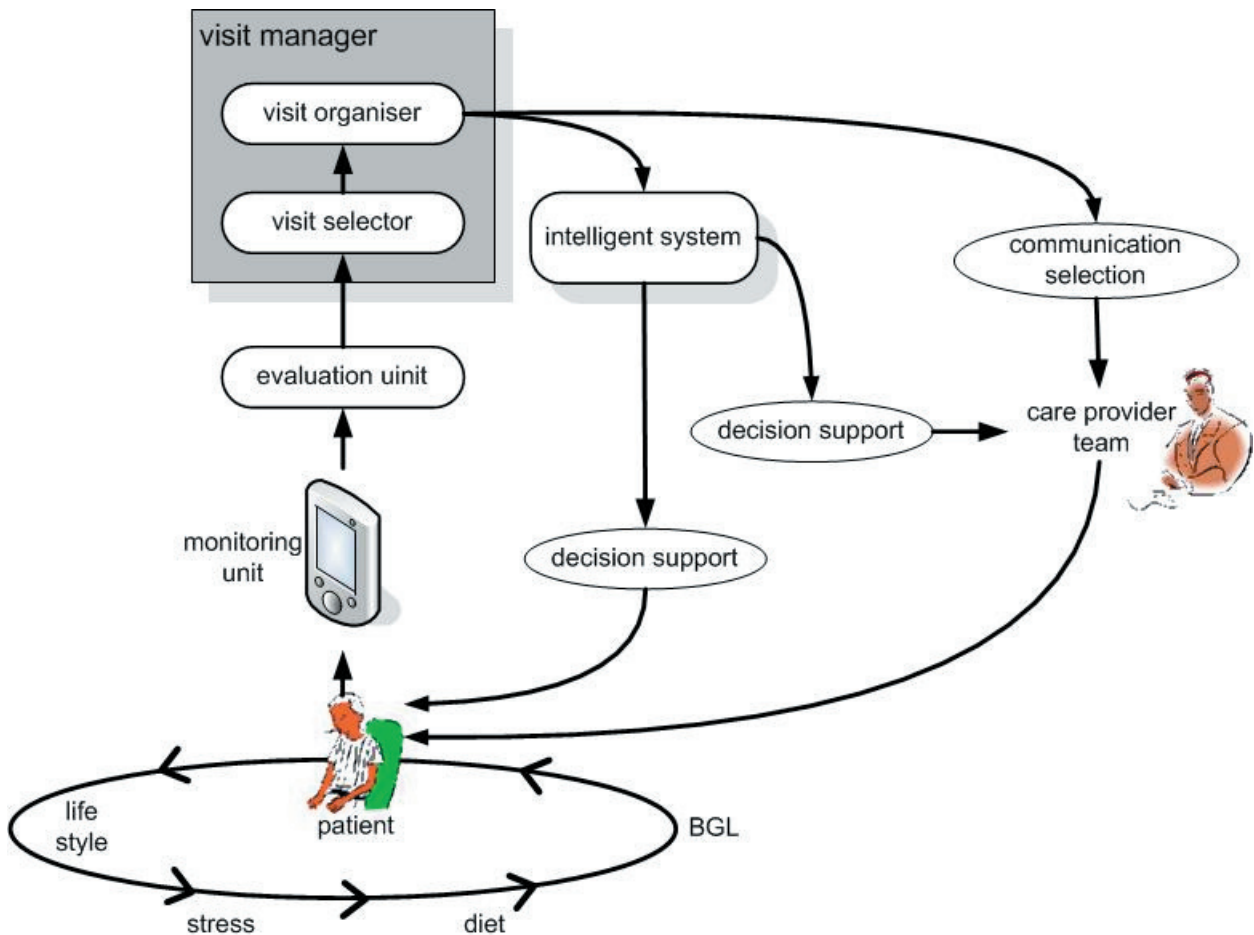 visit manager
visit organiser
visit selector
intelligent system
communication
selection
evaluation uinit
decision support
care provider
team
monitoring
unit
decision support
life
style
patient
BGL
stress
diet